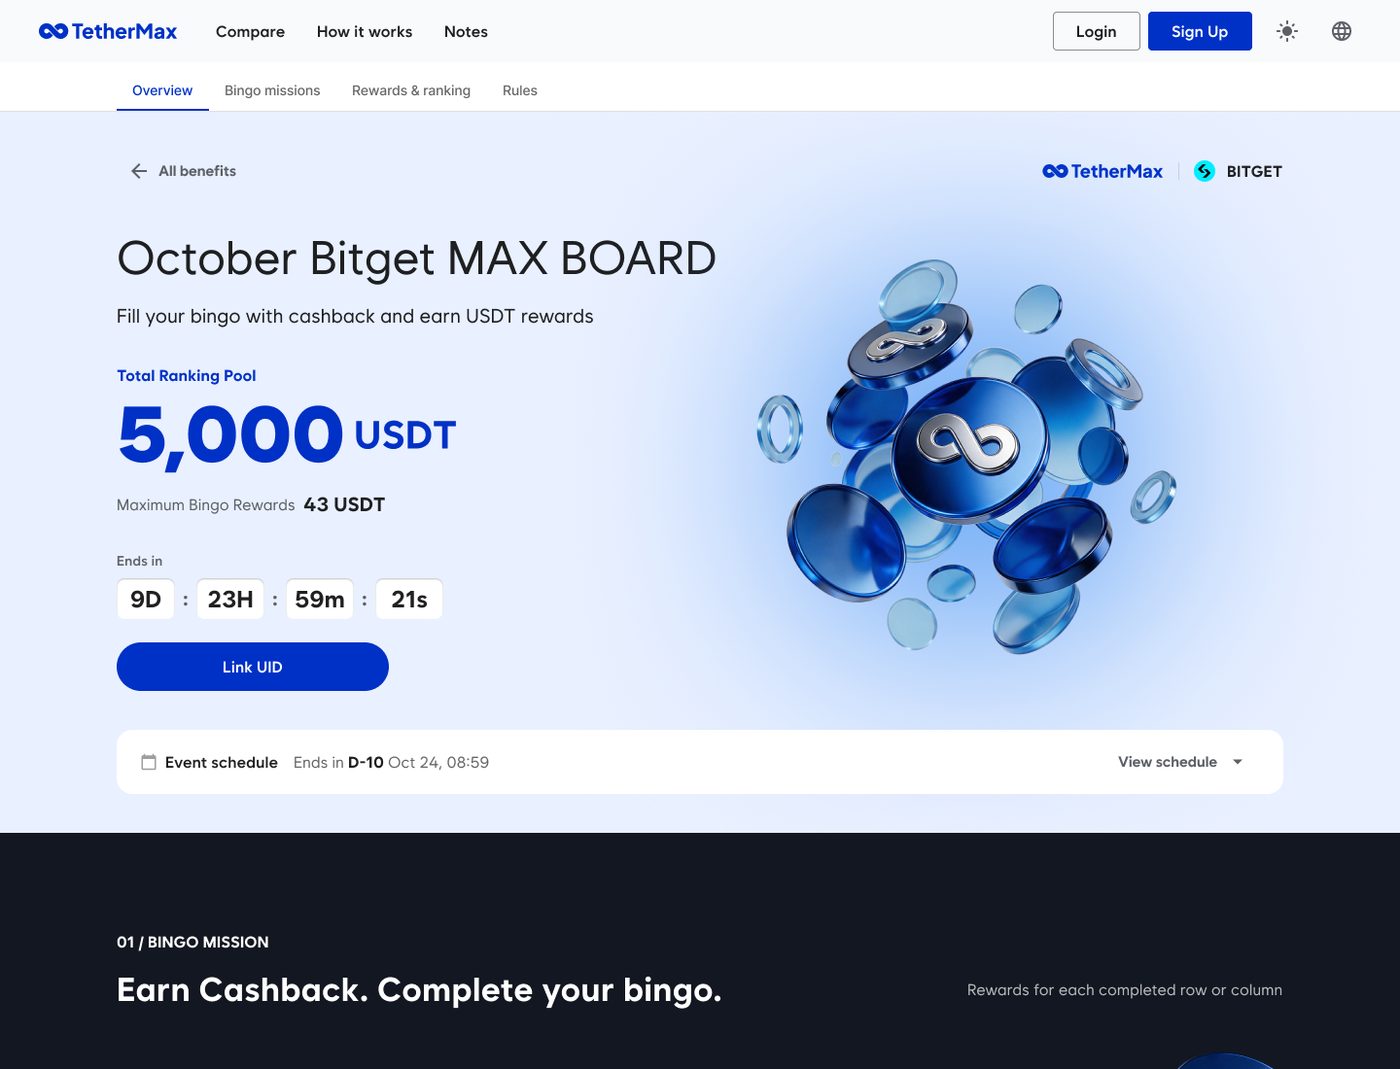 TetherMax
Compare
How it works
Notes
Login
Sign Up
Overview
Bingo missions
Rewards & ranking
Rules
All benefits
TetherMax
BITGET
October Bitget MAX BOARD
Fill your bingo with cashback and earn USDT rewards
Total Ranking Pool
5,000 USDT
Maximum Bingo Rewards 43 USDT
Ends in
9D : 23H : 59m : 21s
Link UID
Event schedule Ends in D-10 Oct 24, 08:59
View schedule
01 / BINGO MISSION
Earn Cashback. Complete your bingo.
Rewards for each completed row or column